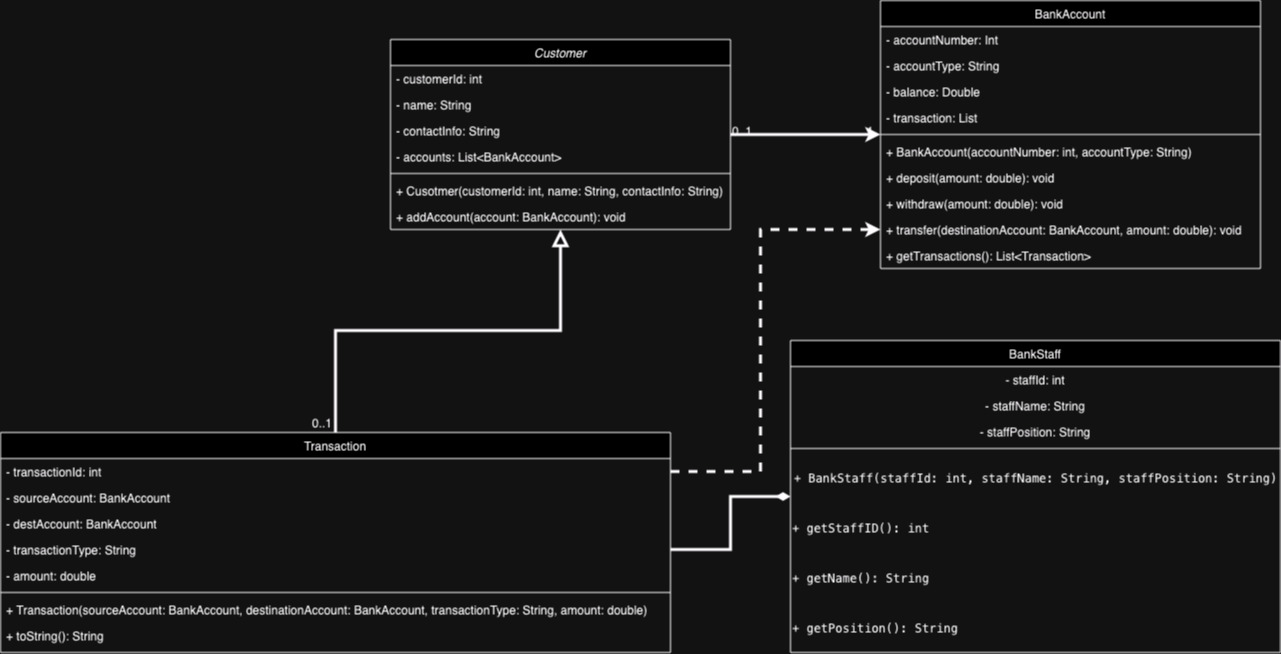 BankAccount
- accountNumber: Int
- accountType: String
- balance: Double
- transaction: List
+ BankAccount(accountNumber: int, accountType: String)
+ deposit(amount: double): void
+ withdraw(amount: double): void
+ transfer(destinationAccount: BankAccount, amount: double): void
+ getTransactions(): List<Transaction>
Customer
- customerId: int
- name: String
- contactInfo: String
- accounts: List<BankAccount>
+ Cusotmer(customerId: int, name: String, contactInfo: String)
+ addAccount(account: BankAccount): void
0..1
0..1
Transaction
- transactionId: int
- sourceAccount: BankAccount
- destAccount: BankAccount
- transactionType: String
- amount: double
+ Transaction(sourceAccount: BankAccount, destinationAccount: BankAccount, transactionType: String, amount: double)
+ toString(): String
BankStaff
- staffId: int
- staffName: String
- staffPosition: String
+ BankStaff(staffId: int, staffName: String, staffPosition: String)
+ getStaffID(): int
+ getName(): String
+ getPosition(): String